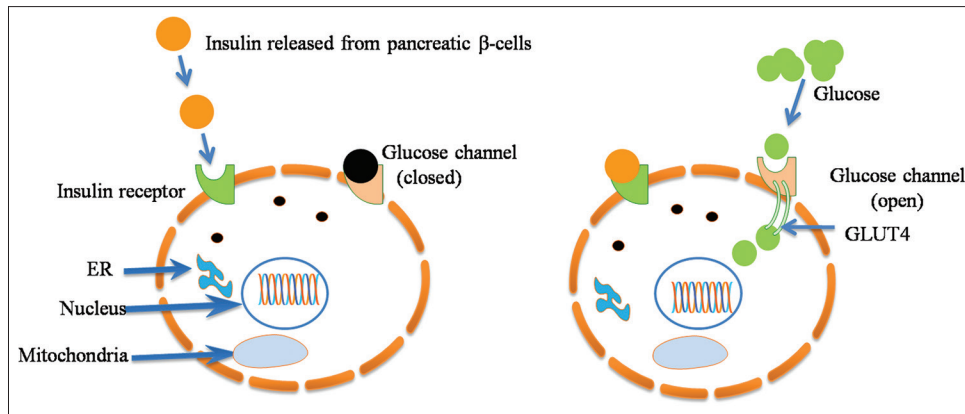 Insulin released from pancreatic β-cells
Insulin receptor
Glucose channel
(closed)
ER
Nucleus
Mitochondria
Glucose
Glucose channel
(open)
GLUT4